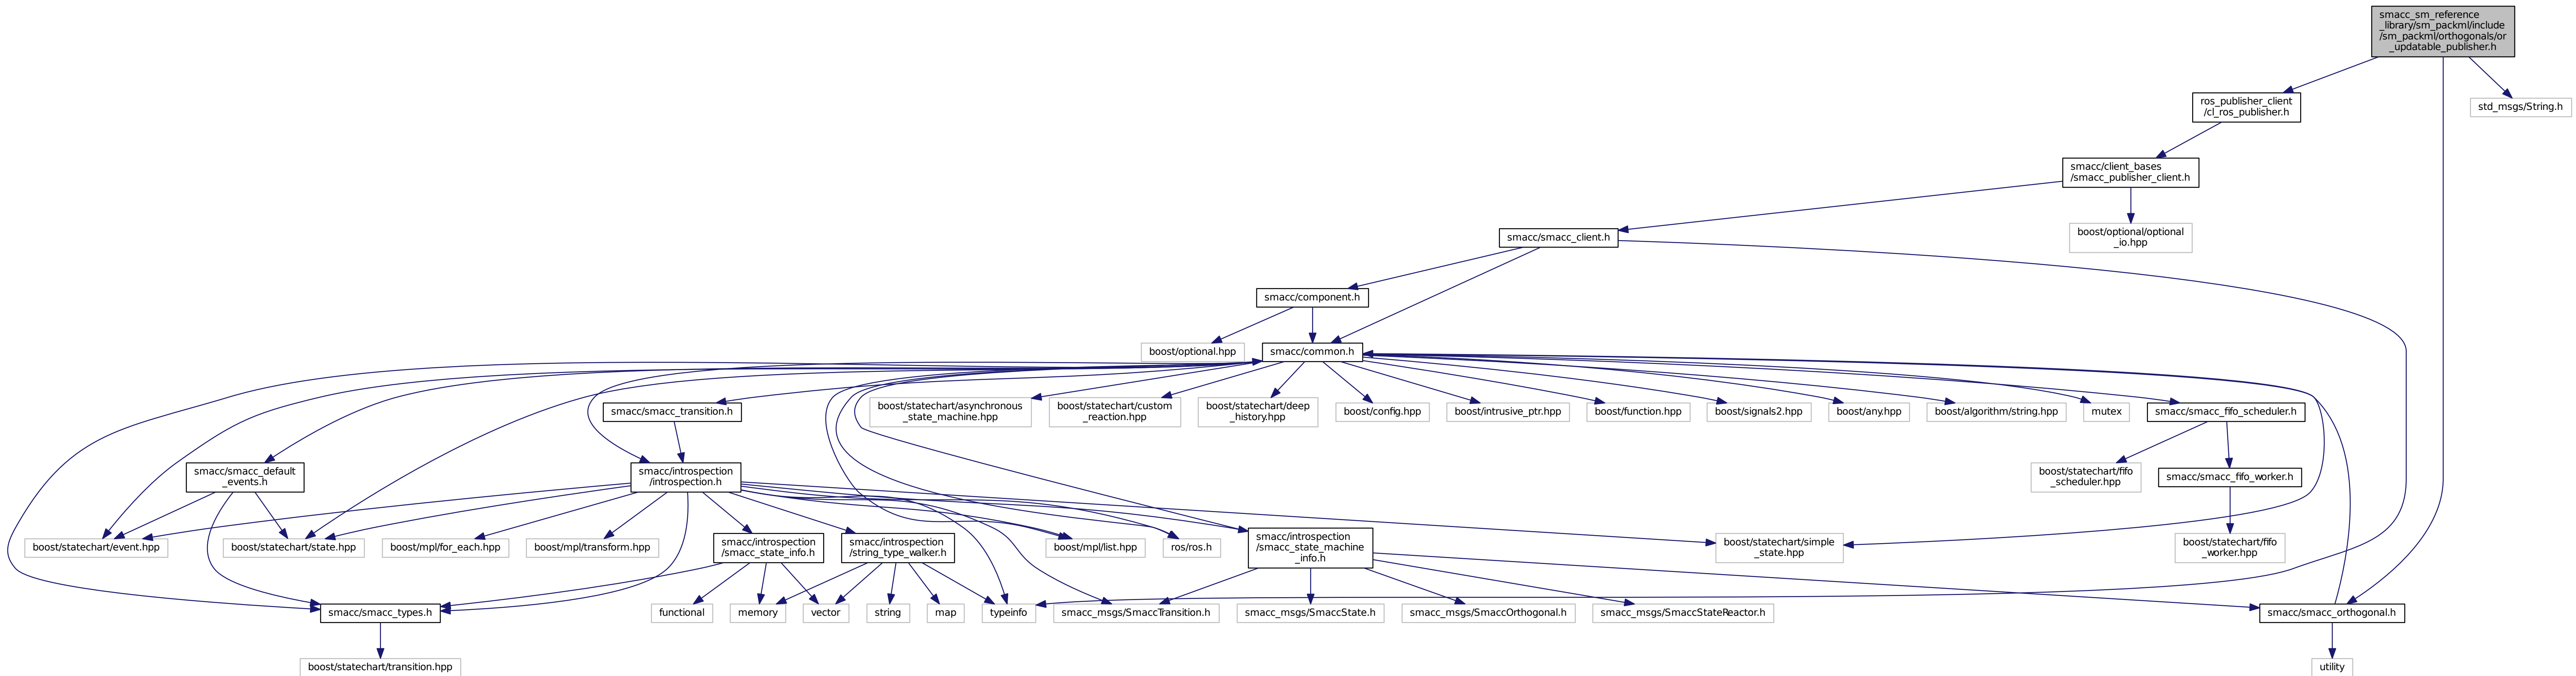 smacc_sm_reference
_library/sm_packml/include
/sm_packml/orthogonals/or
_updatable_publisher.h
ros_publisher_client
/cl_ros_publisher.h
std_msgs/String.h
smacc/client_bases
/smacc_publisher_client.h
smacc/smacc_client.h
boost/optional/optional
_io.hpp
smacc/component.h
boost/optional.hpp
smacc/common.h
smacc/smacc_transition.h
boost/statechart/asynchronous
_state_machine.hpp
boost/statechart/custom
_reaction.hpp
boost/statechart/deep
_history.hpp
boost/config.hpp
boost/intrusive_ptr.hpp
boost/function.hpp
boost/signals2.hpp
boost/any.hpp
boost/algorithm/string.hpp
mutex
smacc/smacc_fifo_scheduler.h
smacc/smacc_default
_events.h
smacc/introspection
/introspection.h
boost/statechart/fifo
_scheduler.hpp
smacc/smacc_fifo_worker.h
boost/statechart/event.hpp
boost/statechart/state.hpp
boost/mpl/for_each.hpp
boost/mpl/transform.hpp
smacc/introspection
/smacc_state_info.h
smacc/introspection
/string_type_walker.h
boost/mpl/list.hpp
ros/ros.h
smacc/introspection
/smacc_state_machine
_info.h
boost/statechart/simple
_state.hpp
boost/statechart/fifo
_worker.hpp
smacc/smacc_types.h
functional
memory
vector
string
map
typeinfo
smacc_msgs/SmaccTransition.h
smacc_msgs/SmaccState.h
smacc_msgs/SmaccOrthogonal.h
smacc_msgs/SmaccStateReactor.h
smacc/smacc_orthogonal.h
boost/statechart/transition.hpp
utility